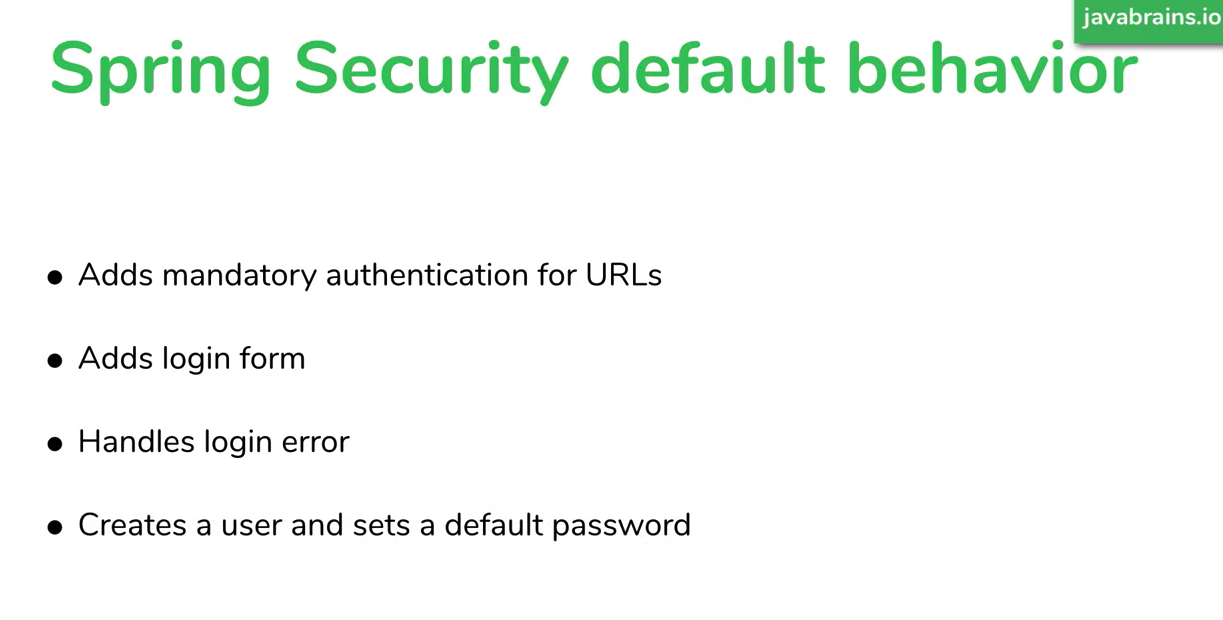 javabrains.io
Spring Security default behavior
● Adds mandatory authentication for URLs
● Adds login form
● Handles login error
● Creates a user and sets a default password